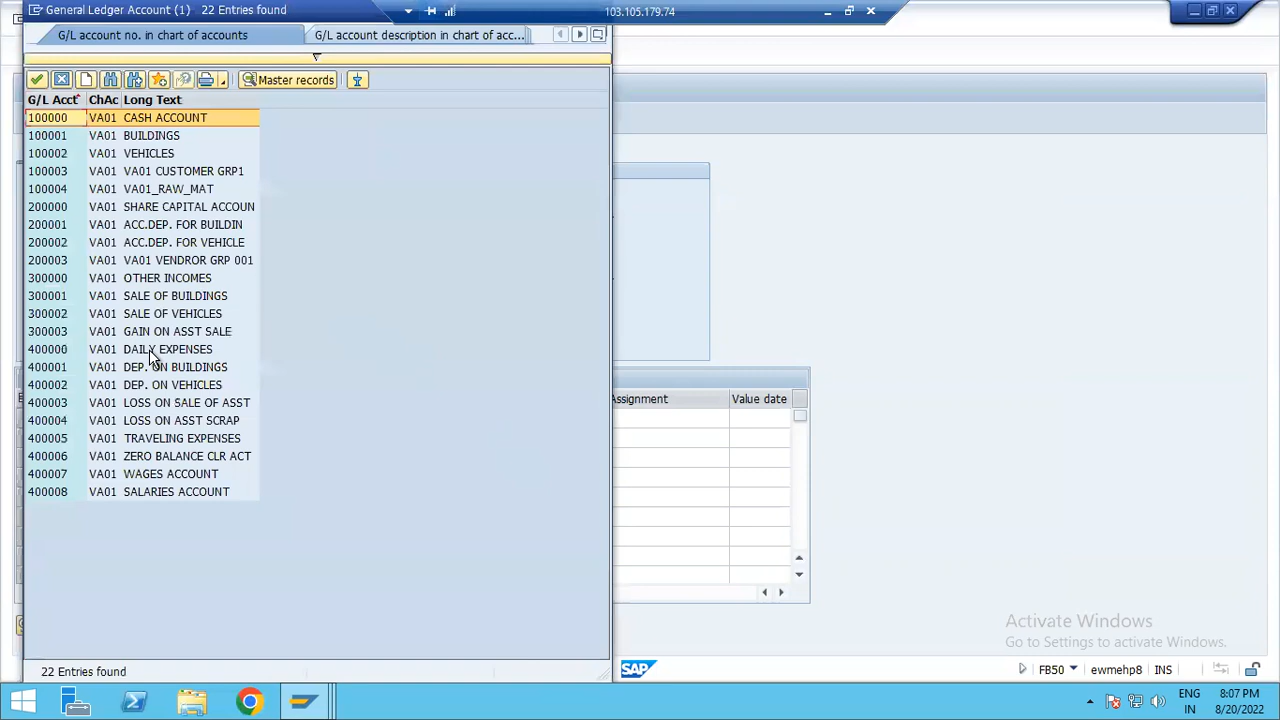 General Ledger Account (1) 22 Entries found
103.105.179.74
G/L account no. in chart of accounts
G/L account description in chart of acc...
Master records
G/L Acct ChAc Long Text
100000 VA01 CASH ACCOUNT
100001 VA01 BUILDINGS
100002 VA01 VEHICLES
100003 VA01 VA01 CUSTOMER GRP1
100004 VA01 VA01_RAW_MAT
200000 VA01 SHARE CAPITAL ACCOUN
200001 VA01 ACC.DEP. FOR BUILDIN
200002 VA01 ACC.DEP. FOR VEHICLE
200003 VA01 VA01 VENDROR GRP 001
300000 VA01 OTHER INCOMES
300001 VA01 SALE OF BUILDINGS
300002 VA01 SALE OF VEHICLES
300003 VA01 GAIN ON ASST SALE
400000 VA01 DAILY EXPENSES
400001 VA01 DEP. ON BUILDINGS
400002 VA01 DEP. ON VEHICLES
400003 VA01 LOSS ON SALE OF ASST
400004 VA01 LOSS ON ASST SCRAP
400005 VA01 TRAVELING EXPENSES
400006 VA01 ZERO BALANCE CLR ACT
400007 VA01 WAGES ACCOUNT
400008 VA01 SALARIES ACCOUNT
Assignment Value date
22 Entries found
Activate Windows
Go to Settings to activate Windows.
SAP
FB50 ewmehp8 INS
ENG 8:07 PM
IN 8/20/2022